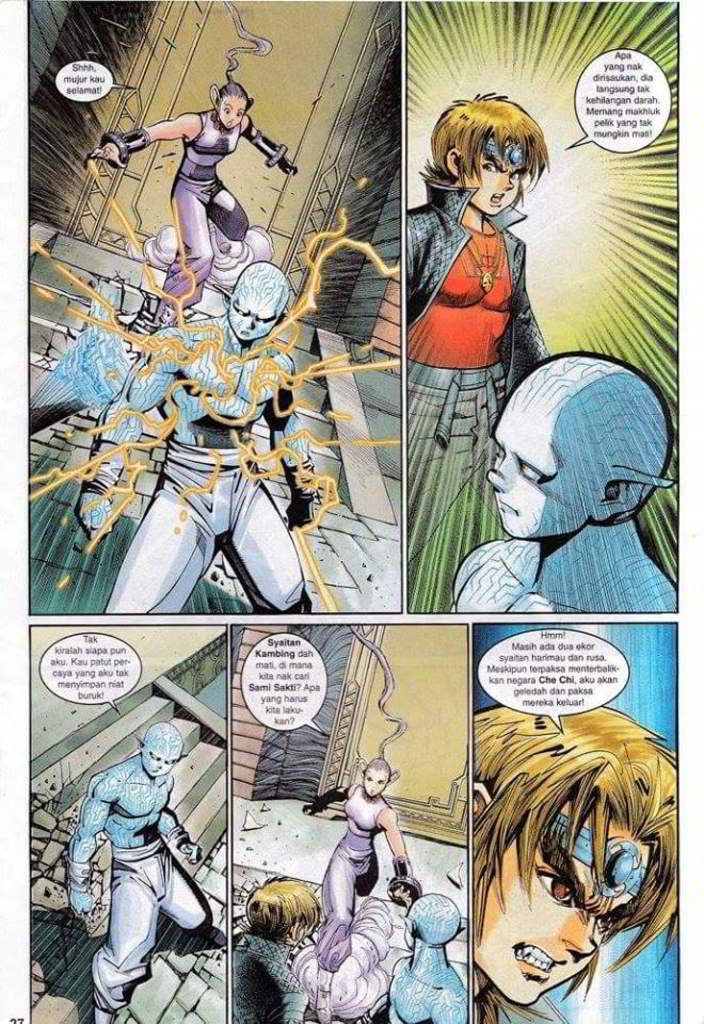 Shhh,
mujur kau
selamat!
Apa
yang nak
dirisaukan, dia
langsung tak
kehilangan darah.
Memang makhluk
pelik yang tak
mungkin mati!
Tak
kiralah siapa pun
aku. Kau patut per-
caya yang aku tak
menyimpan niat
buruk!
Syaitan
Kambing dah
mati, di mana
kita nak cari
Sami Sakti? Apa
yang harus
kita laku-
kan?
Hmm!
Masih ada dua ekor
syaitan harimau dan rusa.
Meskipun terpaksa menterbalik-
kan negara Che Chi, aku akan
geledah dan paksa
mereka keluar!
27